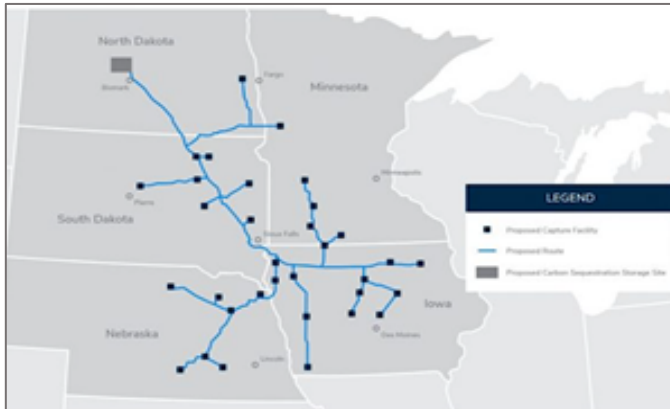 North Dakota
Bismark
Fargo
Minnesota
Minneapolis
Pierre
South Dakota
Sioux Falls
Iowa
Des Moines
Nebraska
Lincoln
LEGEND
Proposed Capture Facility
Proposed Route
Proposed Carbon Sequestration Storage Site